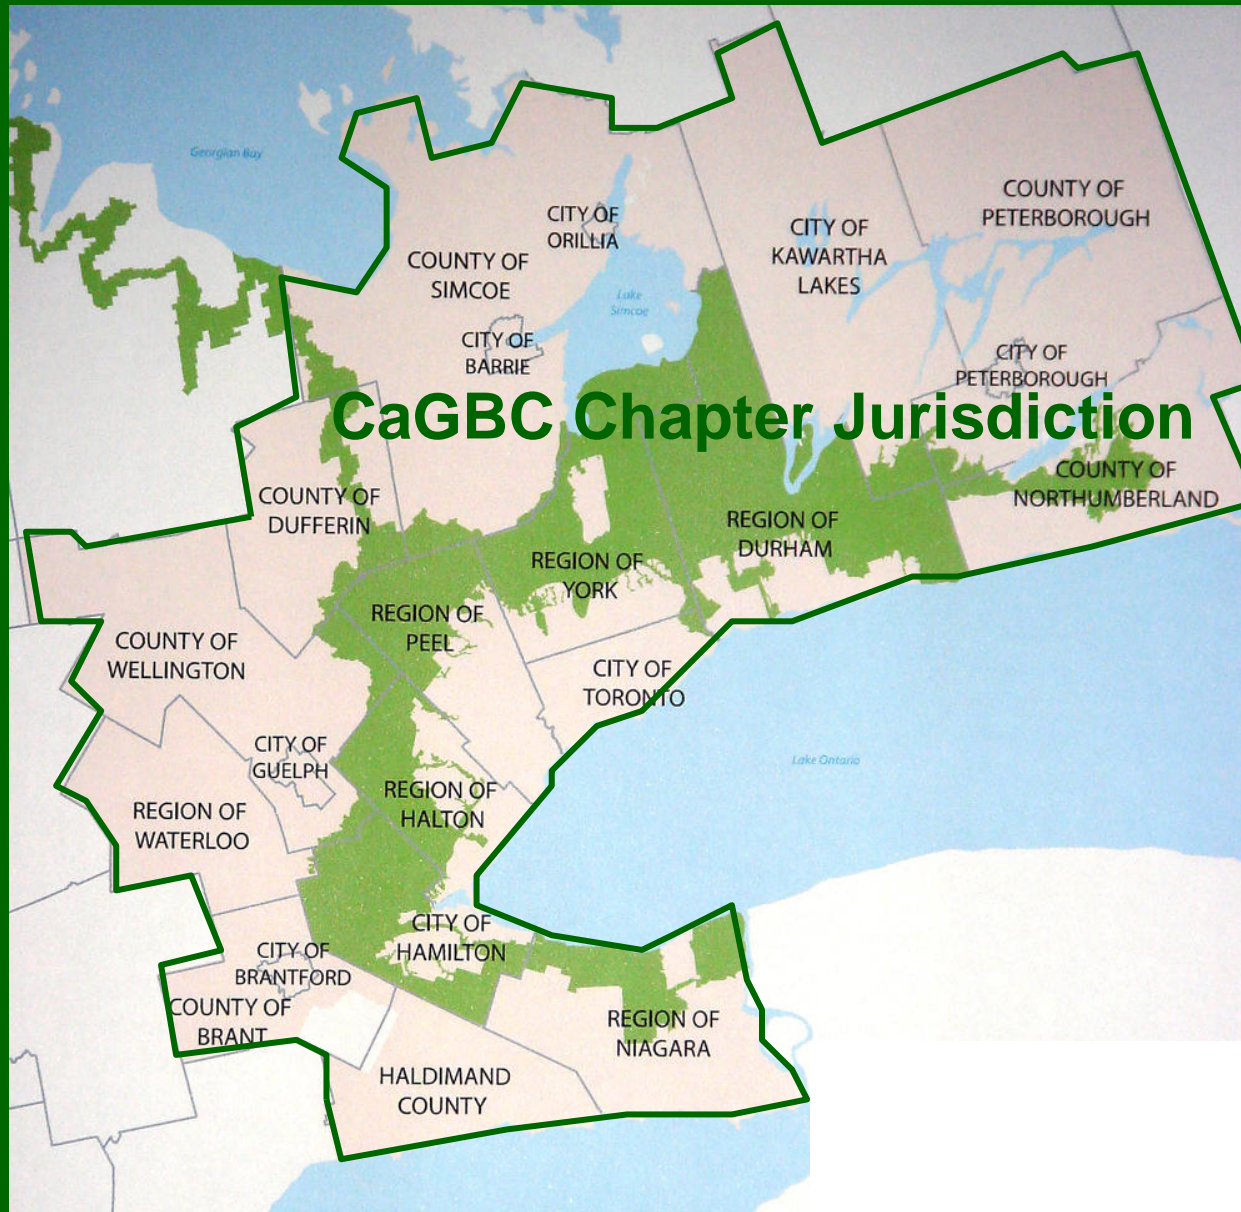 Georgian Bay
COUNTY OF
PETERBOROUGH
CITY OF
ORILLIA
CITY OF
KAWARTHA
LAKES
COUNTY OF
SIMCOE
Lake
Simcoe
CITY OF
BARRIE
CITY OF
PETERBOROUGH
CaGBC Chapter Jurisdiction
COUNTY OF
NORTHUMBERLAND
COUNTY OF
DUFFERIN
REGION OF
DURHAM
REGION OF
YORK
REGION OF
PEEL
COUNTY OF
WELLINGTON
CITY OF
TORONTO
CITY OF
GUELPH
Lake Ontario
REGION OF
HALTON
REGION OF
WATERLOO
CITY OF
HAMILTON
CITY OF
BRANTFORD
COUNTY OF
BRANT
REGION OF
NIAGARA
HALDIMAND
COUNTY